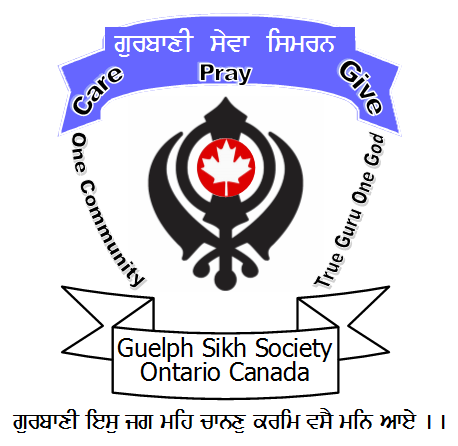 ਗੁਰਬਾਣੀ ਸੇਵਾ ਸਿਮਰਨ
Care Pray Give
One Community
True Guru One God
Guelph Sikh Society
Ontario Canada
ਗੁਰਬਾਣੀ ਇਸੁ ਜਗ ਮਹਿ ਚਾਨਣੁ ਕਰਮਿ ਵਸੈ ਮਨਿ ਆਏ ।।